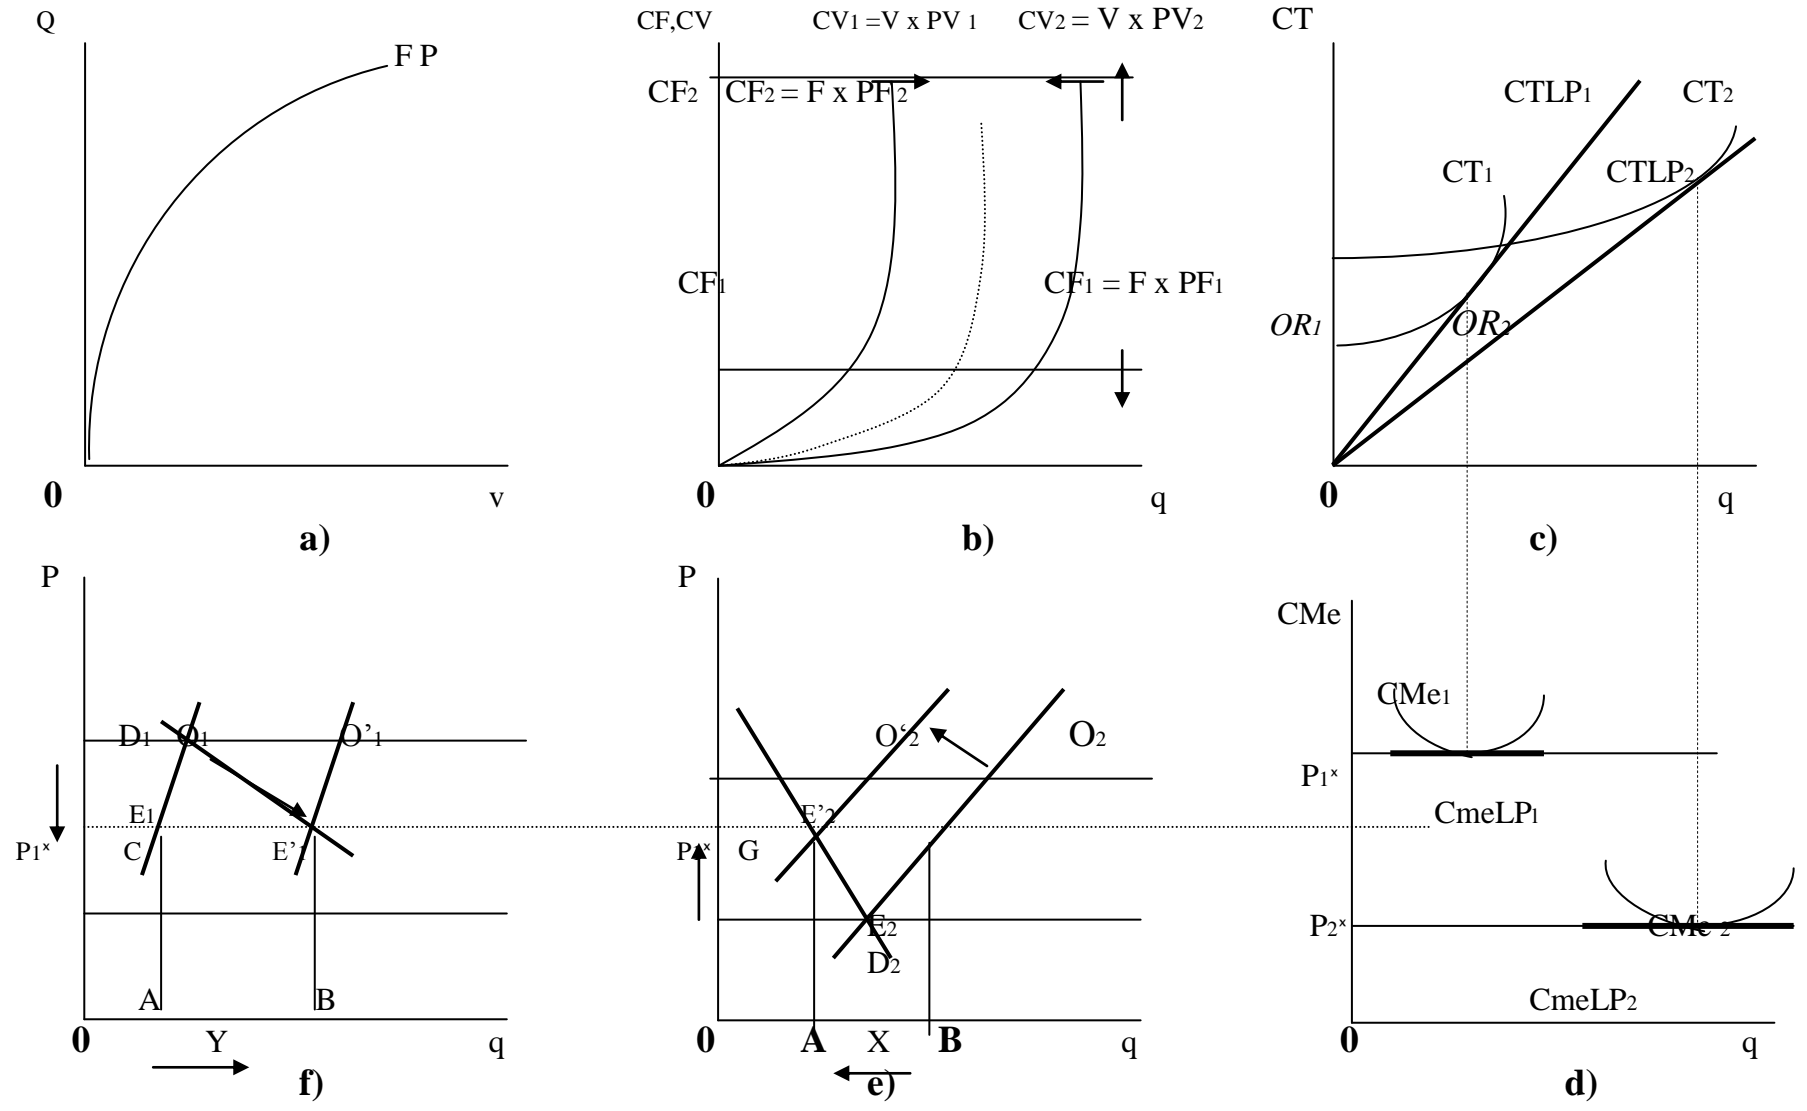 Q
F P
0
v
a)
CF,CV
CV1 =V x PV 1
CV2 = V x PV2
CF2
CF2 = F x PF2
CF1
CF1 = F x PF1
0
q
b)
CT
CTLP1
CT2
CT1
CTLP2
OR1
OR2
0
q
c)
P
D1
O1
O’1
E1
P1x
C
E’1
A
B
0
Y
q
f)
P
O‘2
O2
E’2
G
E2
D2
0
A
X
B
q
e)
CMe
CMe1
P1x
CmeLP1
P2x
CMe 2
CmeLP2
0
q
d)